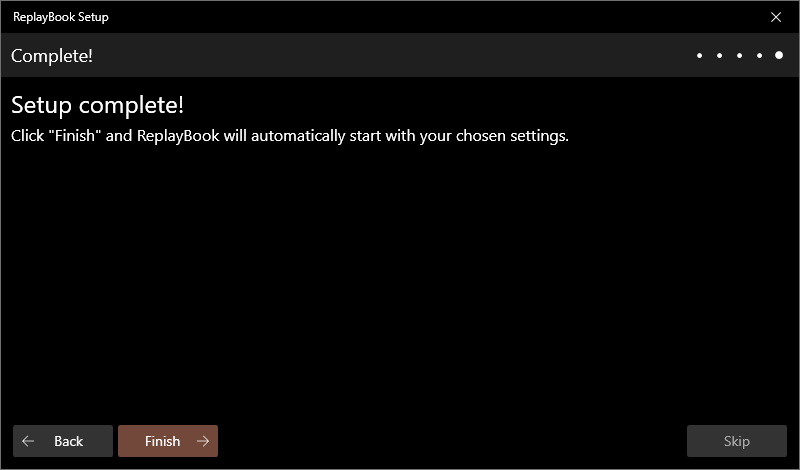 ReplayBook Setup
Complete!
Setup complete!
Click "Finish" and ReplayBook will automatically start with your chosen settings.
Back
Finish
Skip